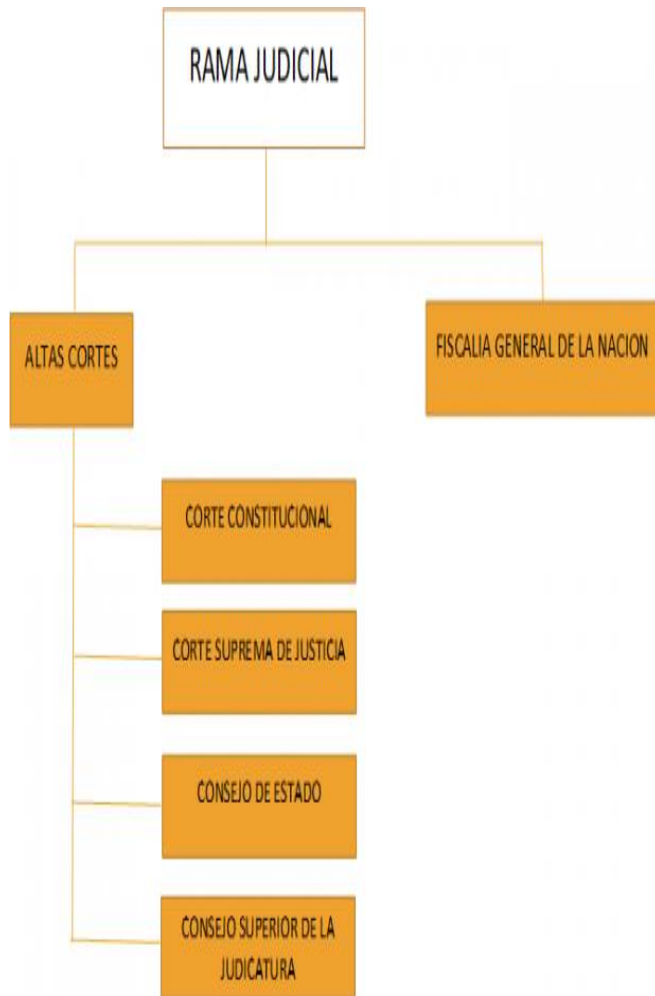 RAMA JUDICIAL
ALTAS CORTES
FISCALIA GENERAL DE LA NACION
CORTE CONSTITUCIONAL
CORTE SUPREMA DE JUSTICIA
CONSEJO DE ESTADO
CONSEJO SUPERIOR DE LA
JUDICATURA